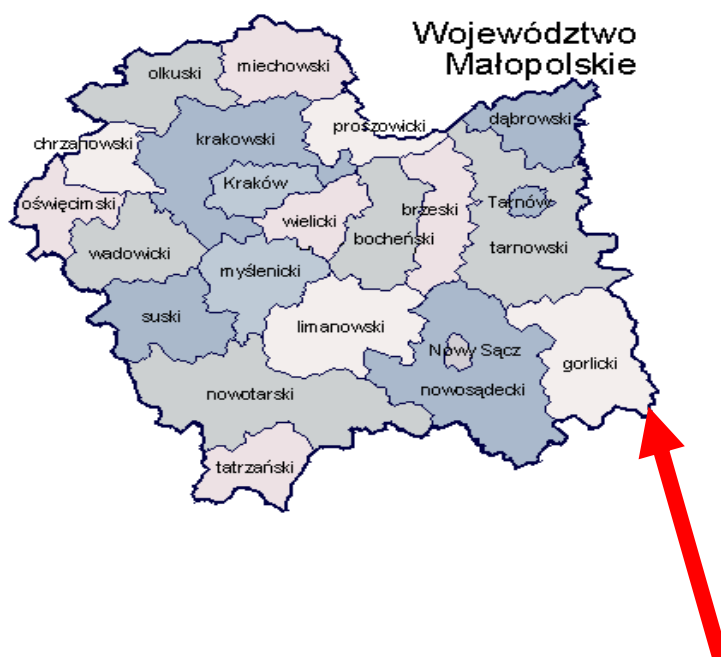 Województwo
Małopolskie
olkuski
miechowski
dąbrowski
proszowicki
krakowski
chrzanowski
Kraków
oświęcimski
Tarnów
brzeski
wielicki
bocheński
tarnowski
wadowicki
myślenicki
suski
limanowski
Nowy Sącz
gorlicki
nowotarski
nowosądecki
tatrzański